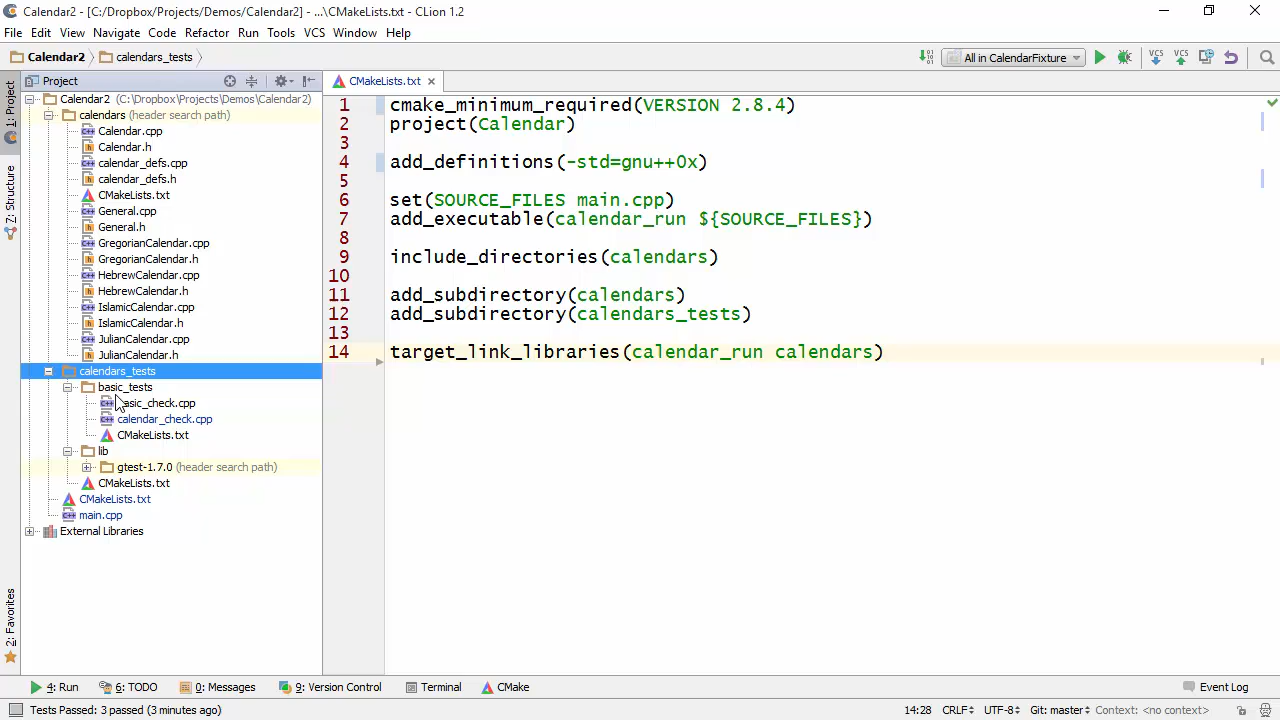 Calendar2 - [C:/Dropbox/Projects/Demos/Calendar2] - ...\CMakeLists.txt - CLion 1.2
File Edit View Navigate Code Refactor Run Tools VCS Window Help
Calendar2 calendars_tests All in CalendarFixture VCS VCS
1: Project
7: Structure
2: Favorites
Project
Calendar2 (C:\Dropbox\Projects\Demos\Calendar2)
calendars (header search path)
Calendar.cpp
Calendar.h
calendar_defs.cpp
calendar_defs.h
CMakeLists.txt
General.cpp
General.h
GregorianCalendar.cpp
GregorianCalendar.h
HebrewCalendar.cpp
HebrewCalendar.h
IslamicCalendar.cpp
IslamicCalendar.h
JulianCalendar.cpp
JulianCalendar.h
calendars_tests
basic_tests
basic_check.cpp
calendar_check.cpp
CMakeLists.txt
lib
gtest-1.7.0 (header search path)
CMakeLists.txt
CMakeLists.txt
main.cpp
External Libraries
CMakeLists.txt
1 cmake_minimum_required(VERSION 2.8.4)
2 project(Calendar)
3
4 add_definitions(-std=gnu++0x)
5
6 set(SOURCE_FILES main.cpp)
7 add_executable(calendar_run ${SOURCE_FILES})
8
9 include_directories(calendars)
10
11 add_subdirectory(calendars)
12 add_subdirectory(calendars_tests)
13
14 target_link_libraries(calendar_run calendars)
4: Run 6: TODO 0: Messages 9: Version Control Terminal CMake Event Log
Tests Passed: 3 passed (3 minutes ago) 14:28 CRLF UTF-8 Git: master Context: <no context>